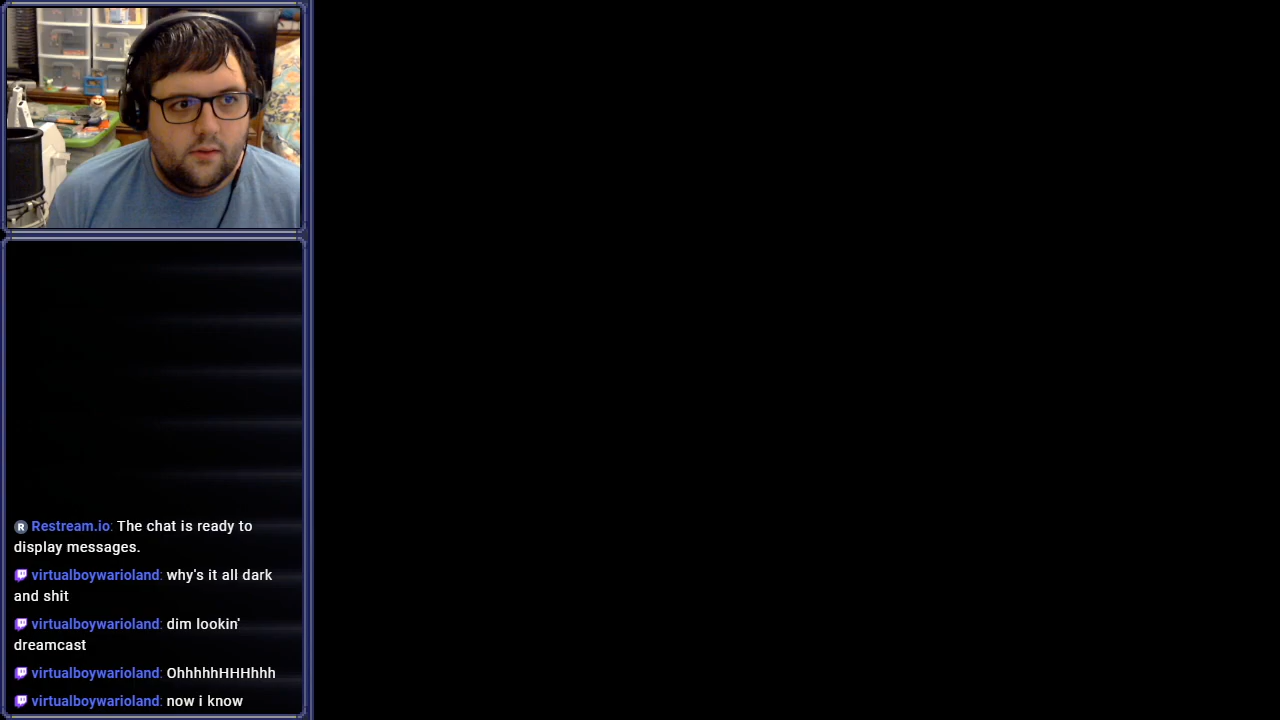 Restream.io: The chat is ready to
display messages.
virtualboywarioland: why's it all dark
and shit
virtualboywarioland: dim lookin'
dreamcast
virtualboywarioland: OhhhhhHHHhhh
virtualboywarioland: now i know